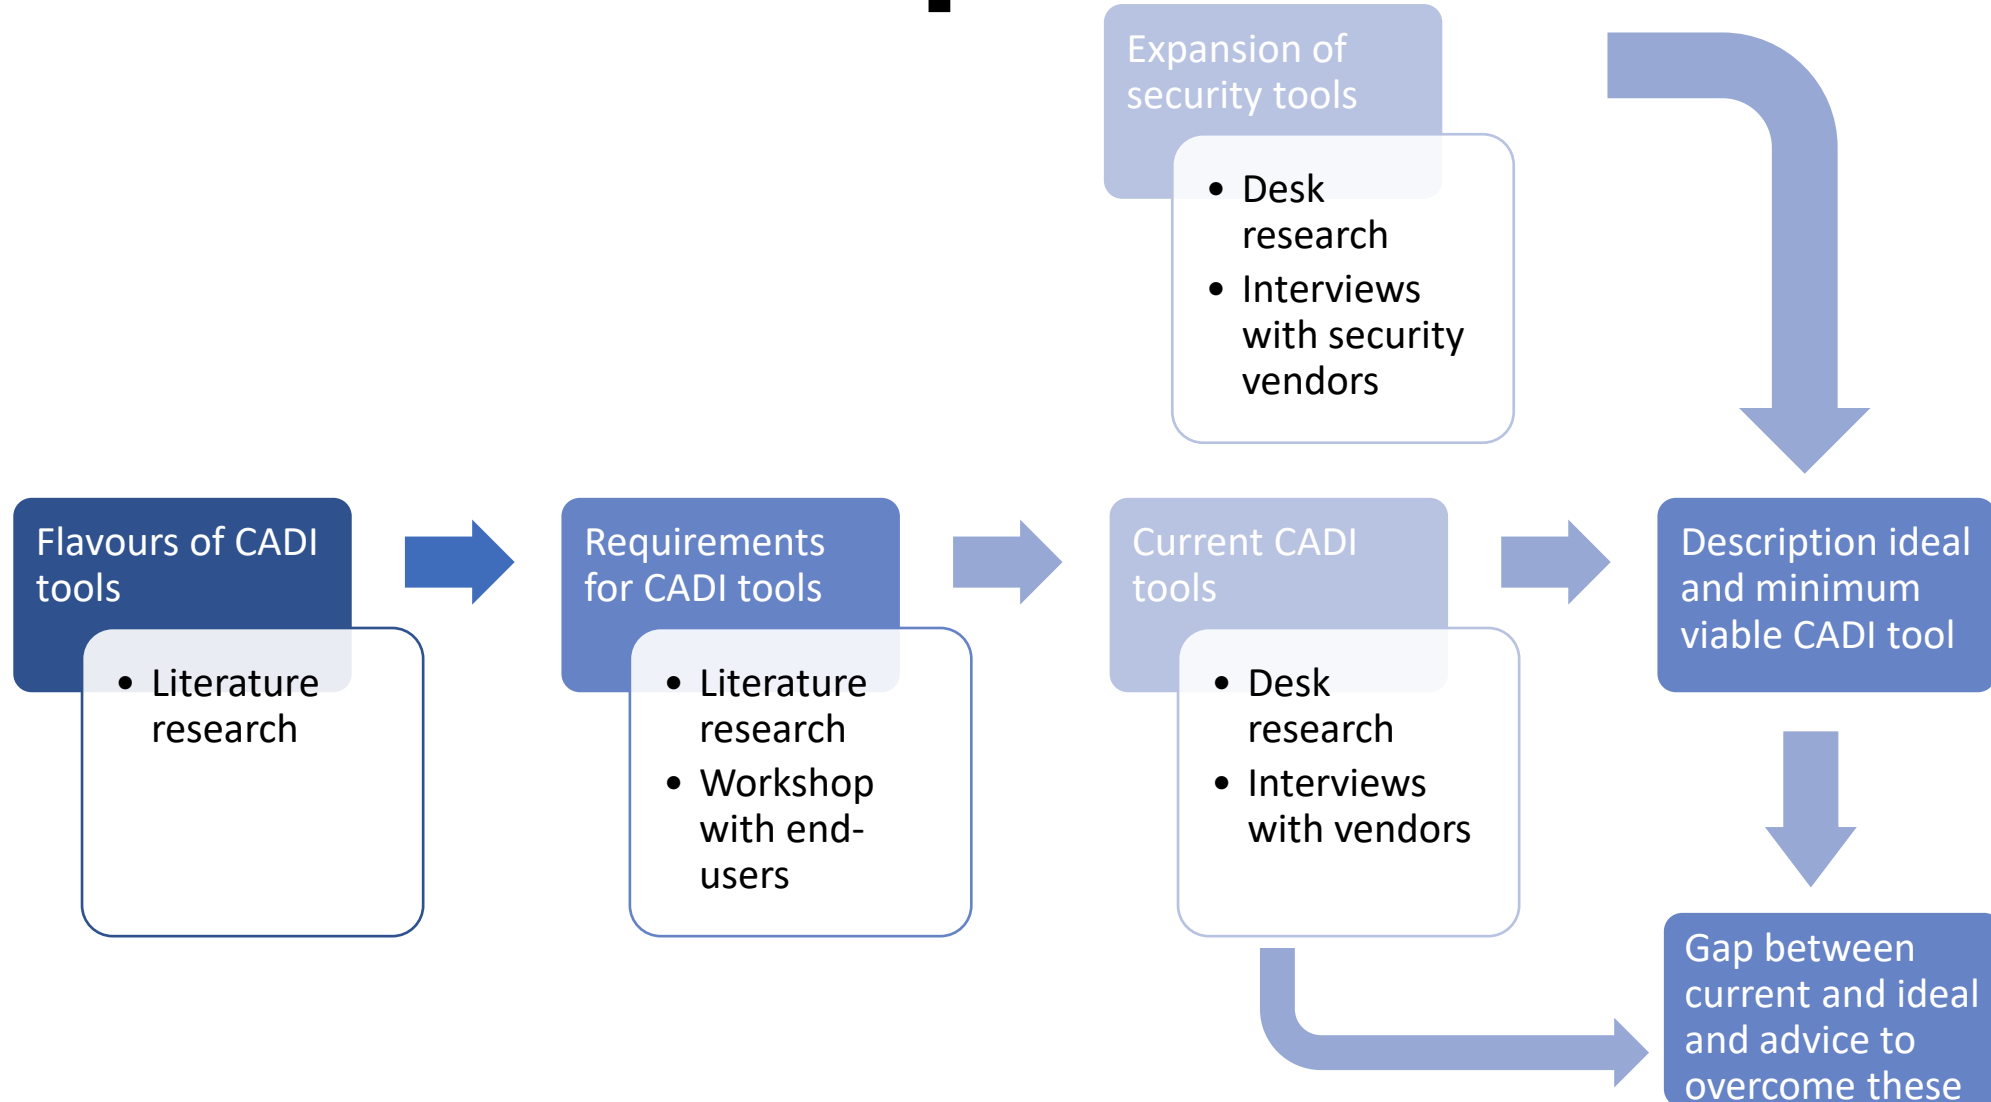 Expansion of
security tools
• Desk
research
• Interviews
with security
vendors
Flavours of CADI
tools
• Literature
research
Requirements
for CADI tools
• Literature
research
• Workshop
with end-
users
Current CADI
tools
• Desk
research
• Interviews
with vendors
Description ideal
and minimum
viable CADI tool
Gap between
current and ideal
and advice to
overcome these